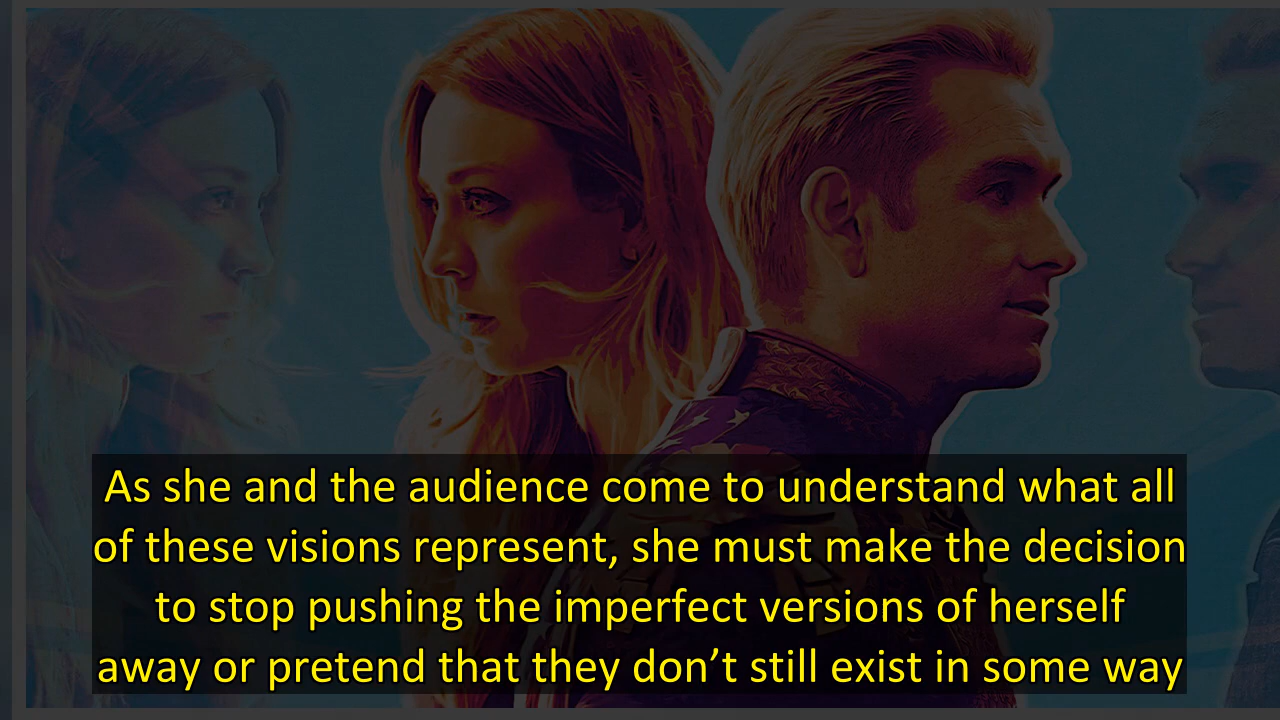 As she and the audience come to understand what all
of these visions represent, she must make the decision
to stop pushing the imperfect versions of herself
away or pretend that they don’t still exist in some way